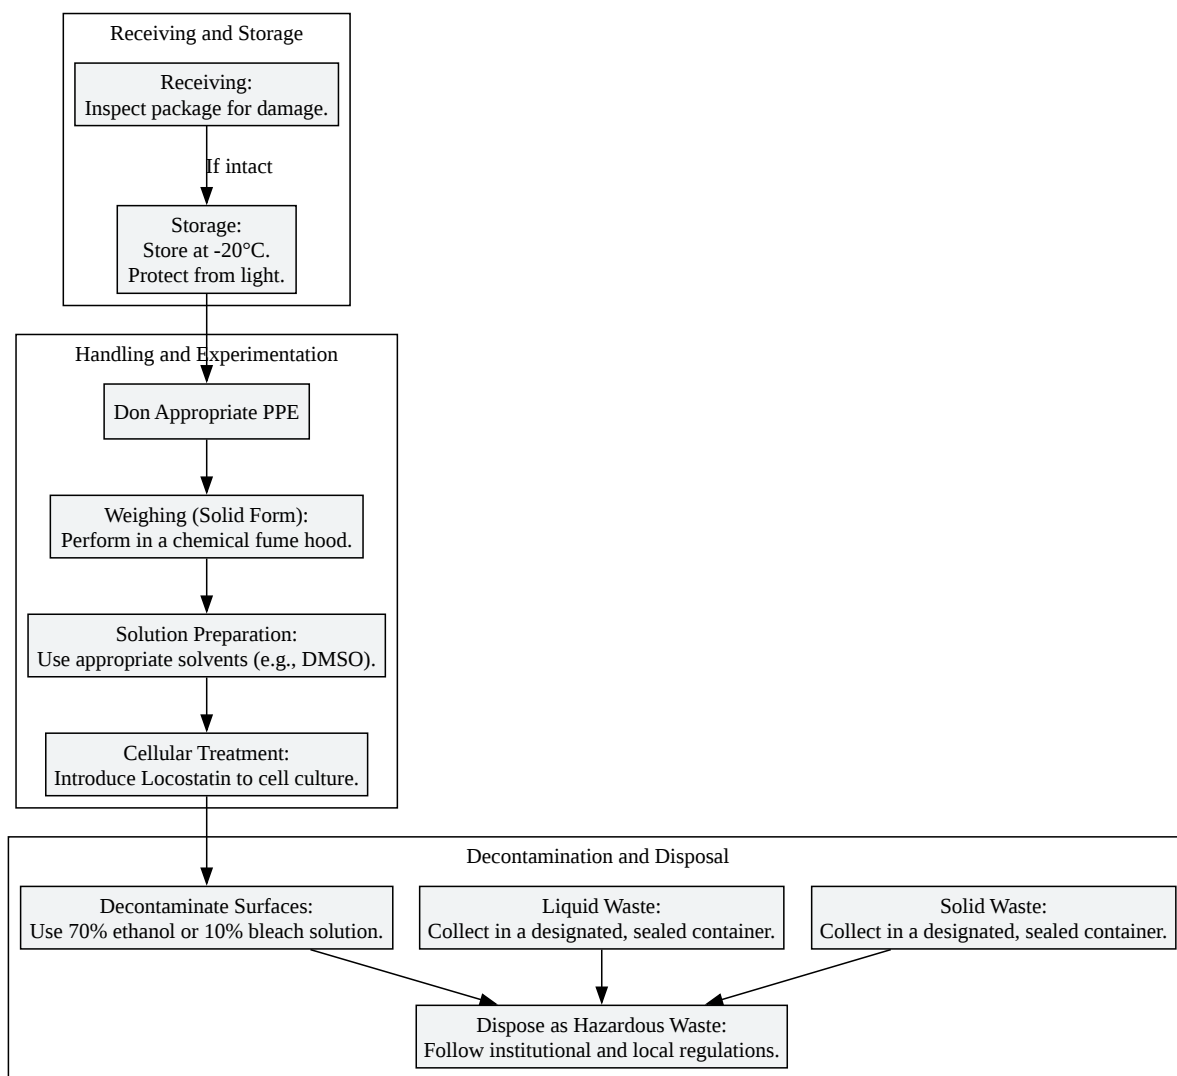 Receiving and Storage
Receiving:
Inspect package for damage.
If intact
Storage:
Store at -20°C.
Protect from light.
Handling and Experimentation
Don Appropriate PPE
Weighing (Solid Form):
Perform in a chemical fume hood.
Solution Preparation:
Use appropriate solvents (e.g., DMSO).
Cellular Treatment:
Introduce Locostatin to cell culture.
Decontamination and Disposal
Decontaminate Surfaces:
Use 70% ethanol or 10% bleach solution.
Liquid Waste:
Collect in a designated, sealed container.
Solid Waste:
Collect in a designated, sealed container.
Dispose as Hazardous Waste:
Follow institutional and local regulations.